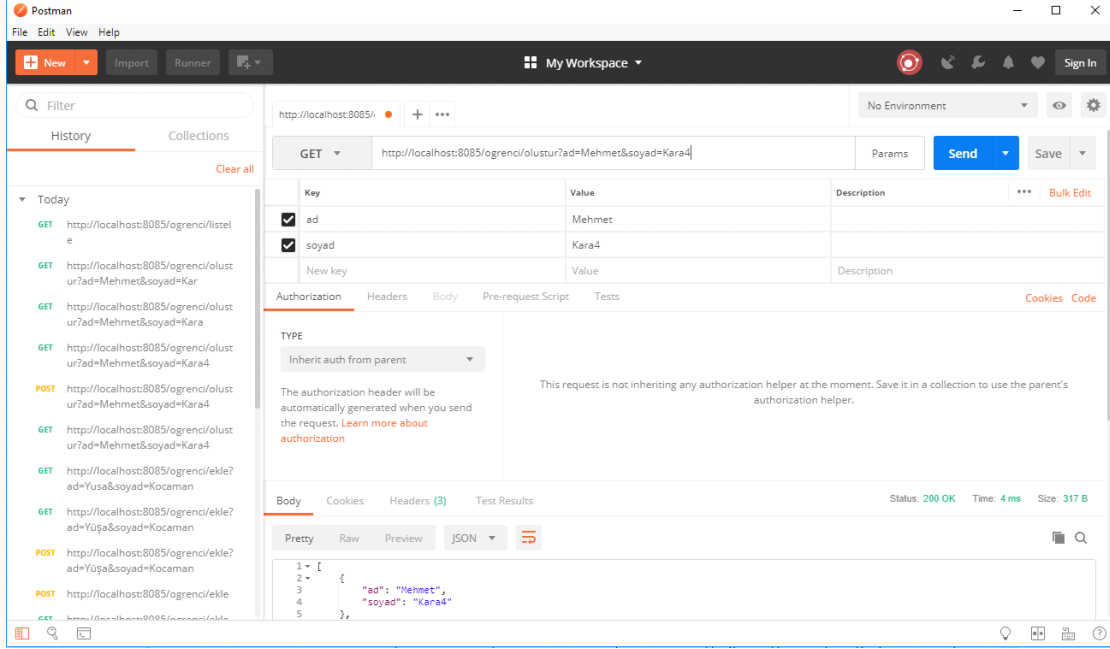 Postman
File Edit View Help
New Import Runner My Workspace Sign In
Filter
History Collections
Clear all
Today
GET http://localhost:8085/ogrenci/listel
e
GET http://localhost:8085/ogrenci/olust
ur?ad=Mehmet&soyad=Kar
GET http://localhost:8085/ogrenci/olust
ur?ad=Mehmet&soyad=Kara
GET http://localhost:8085/ogrenci/olust
ur?ad=Mehmet&soyad=Kara4
POST http://localhost:8085/ogrenci/olust
ur?ad=Mehmet&soyad=Kara4
GET http://localhost:8085/ogrenci/olust
ur?ad=Mehmet&soyad=Kara4
GET http://localhost:8085/ogrenci/ekle?
ad=Yusa&soyad=Kocaman
GET http://localhost:8085/ogrenci/ekle?
ad=Yüşa&soyad=Kocaman
POST http://localhost:8085/ogrenci/ekle?
ad=Yüşa&soyad=Kocaman
POST http://localhost:8085/ogrenci/ekle
GET http://localhost:8085/ogrenci/ekle
http://localhost:8085/
No Environment
GET http://localhost:8085/ogrenci/olustur?ad=Mehmet&soyad=Kara4 Params Send Save
Key Value Description Bulk Edit
ad Mehmet
soyad Kara4
New key Value Description
Authorization Headers Body Pre-request Script Tests Cookies Code
TYPE
Inherit auth from parent
The authorization header will be
automatically generated when you send
the request. Learn more about
authorization
This request is not inheriting any authorization helper at the moment. Save it in a collection to use the parent's
authorization helper.
Body Cookies Headers (3) Test Results Status: 200 OK Time: 4 ms Size: 317 B
Pretty Raw Preview JSON
1 [
2 {
3 "ad": "Mehmet",
4 "soyad": "Kara4"
5 },